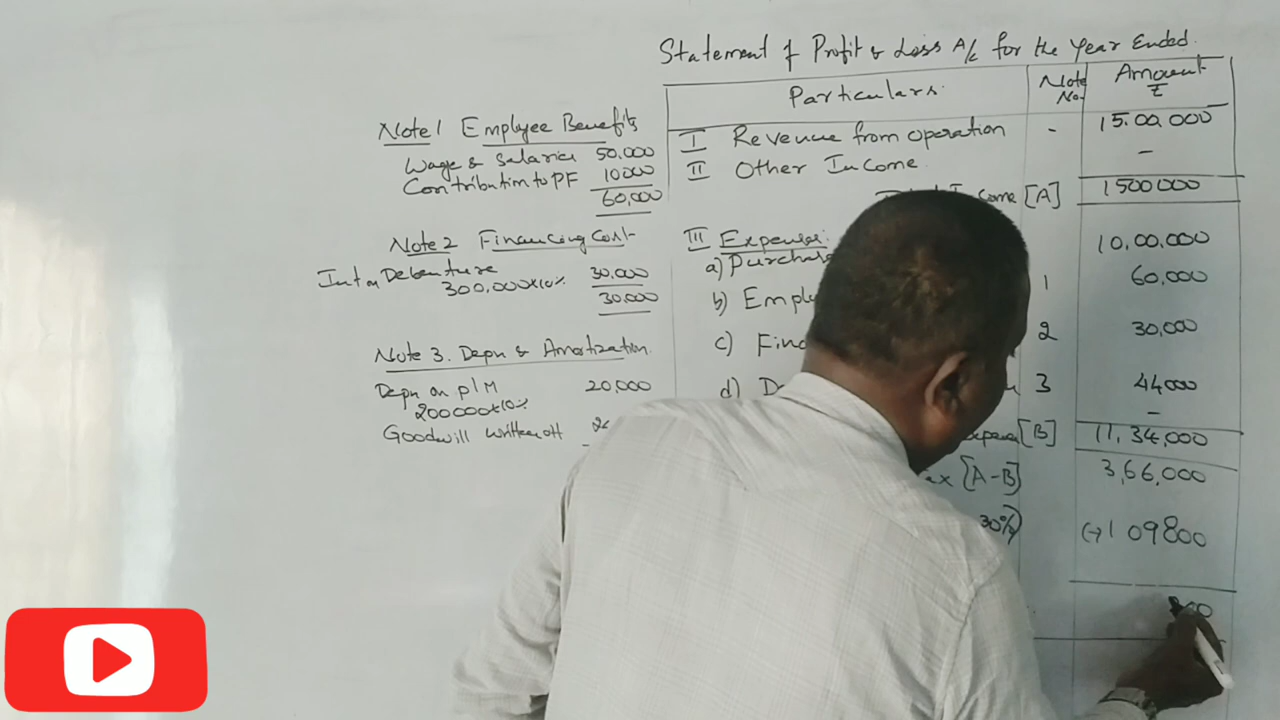 Statement of Profit & Loss A/c for the Year Ended.
Particulars.
Note No.
Amount ₹
I Revenue from operation - 15,00,000
II Other Income -
Income [A] 1500000
III Expenses:
a) Purchase 10,00,000
b) 1 60,000
c) 2 30,000
d) 3 44,000
-
[B] 11,34,000
[A-B] 3,66,000
30%) (-) 109800
Note 1 Employee Benefits
Wage & Salaries 50,000
Contribution to PF 10000
60,000
Note 2 Financing Cost
Int on Debenture
300,000x10% 30,000
30,000
Note 3. Depn & Amortization.
Depn on P/M 20,000
200000x10%
Goodwill written off